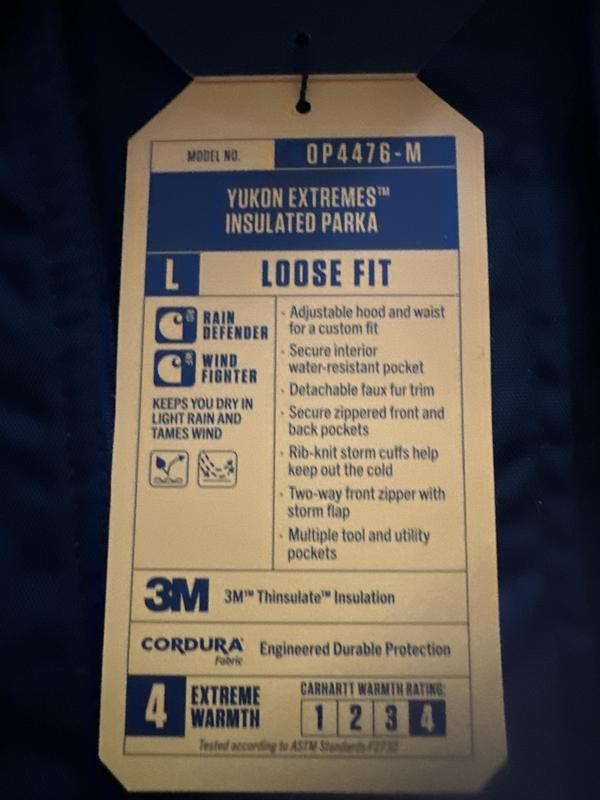 MODEL NO. OP4476-M
YUKON EXTREMES™
INSULATED PARKA
L LOOSE FIT
RAIN
DEFENDER
WIND
FIGHTER
KEEPS YOU DRY IN
LIGHT RAIN AND
TAMES WIND
· Adjustable hood and waist
for a custom fit
· Secure interior
water-resistant pocket
· Detachable faux fur trim
· Secure zippered front and
back pockets
· Rib-knit storm cuffs help
keep out the cold
· Two-way front zipper with
storm flap
· Multiple tool and utility
pockets
3M 3M™ Thinsulate™ Insulation
CORDURA® Engineered Durable Protection
Fabric
4 EXTREME
WARMTH
CARHARTT WARMTH RATING:
1 2 3 4
Tested according to ASTM Standards F2732